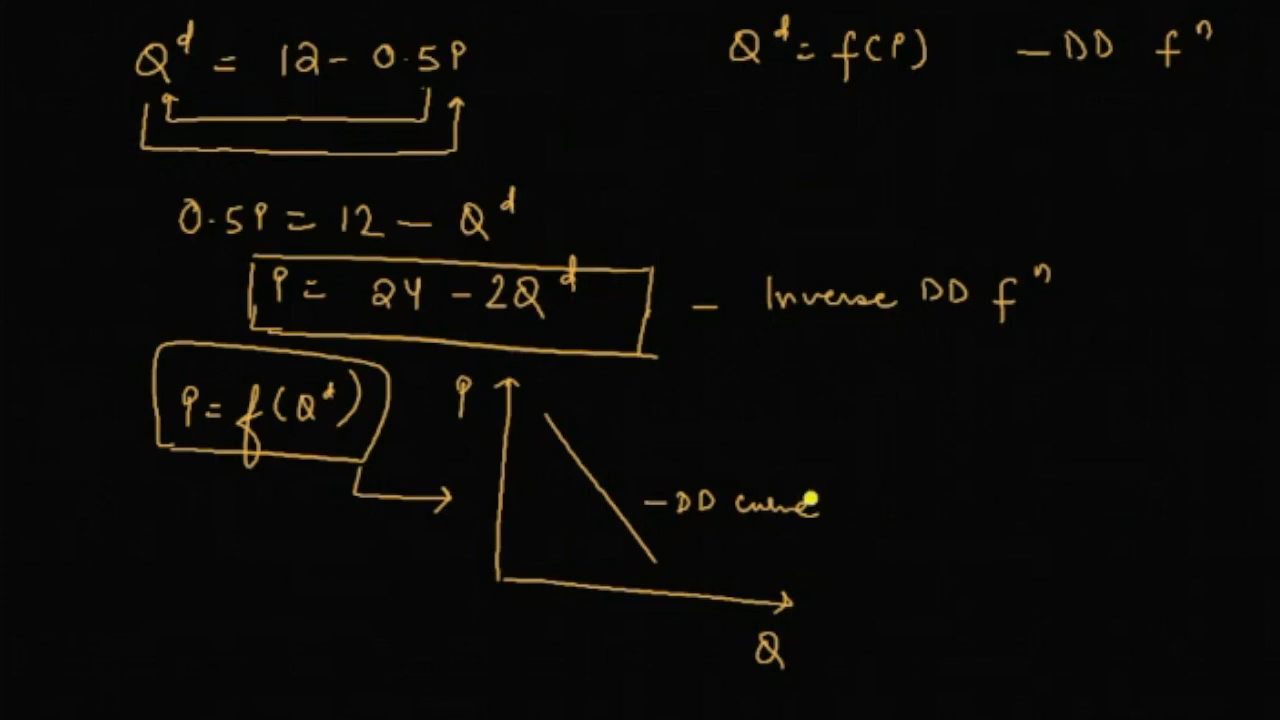 Qᵈ = 12 - 0.5P
Qᵈ = f(P) - DD fⁿ
0.5P = 12 - Qᵈ
P = 24 - 2Qᵈ - Inverse DD fⁿ
P = f(Qᵈ)
P
- DD curve
Q